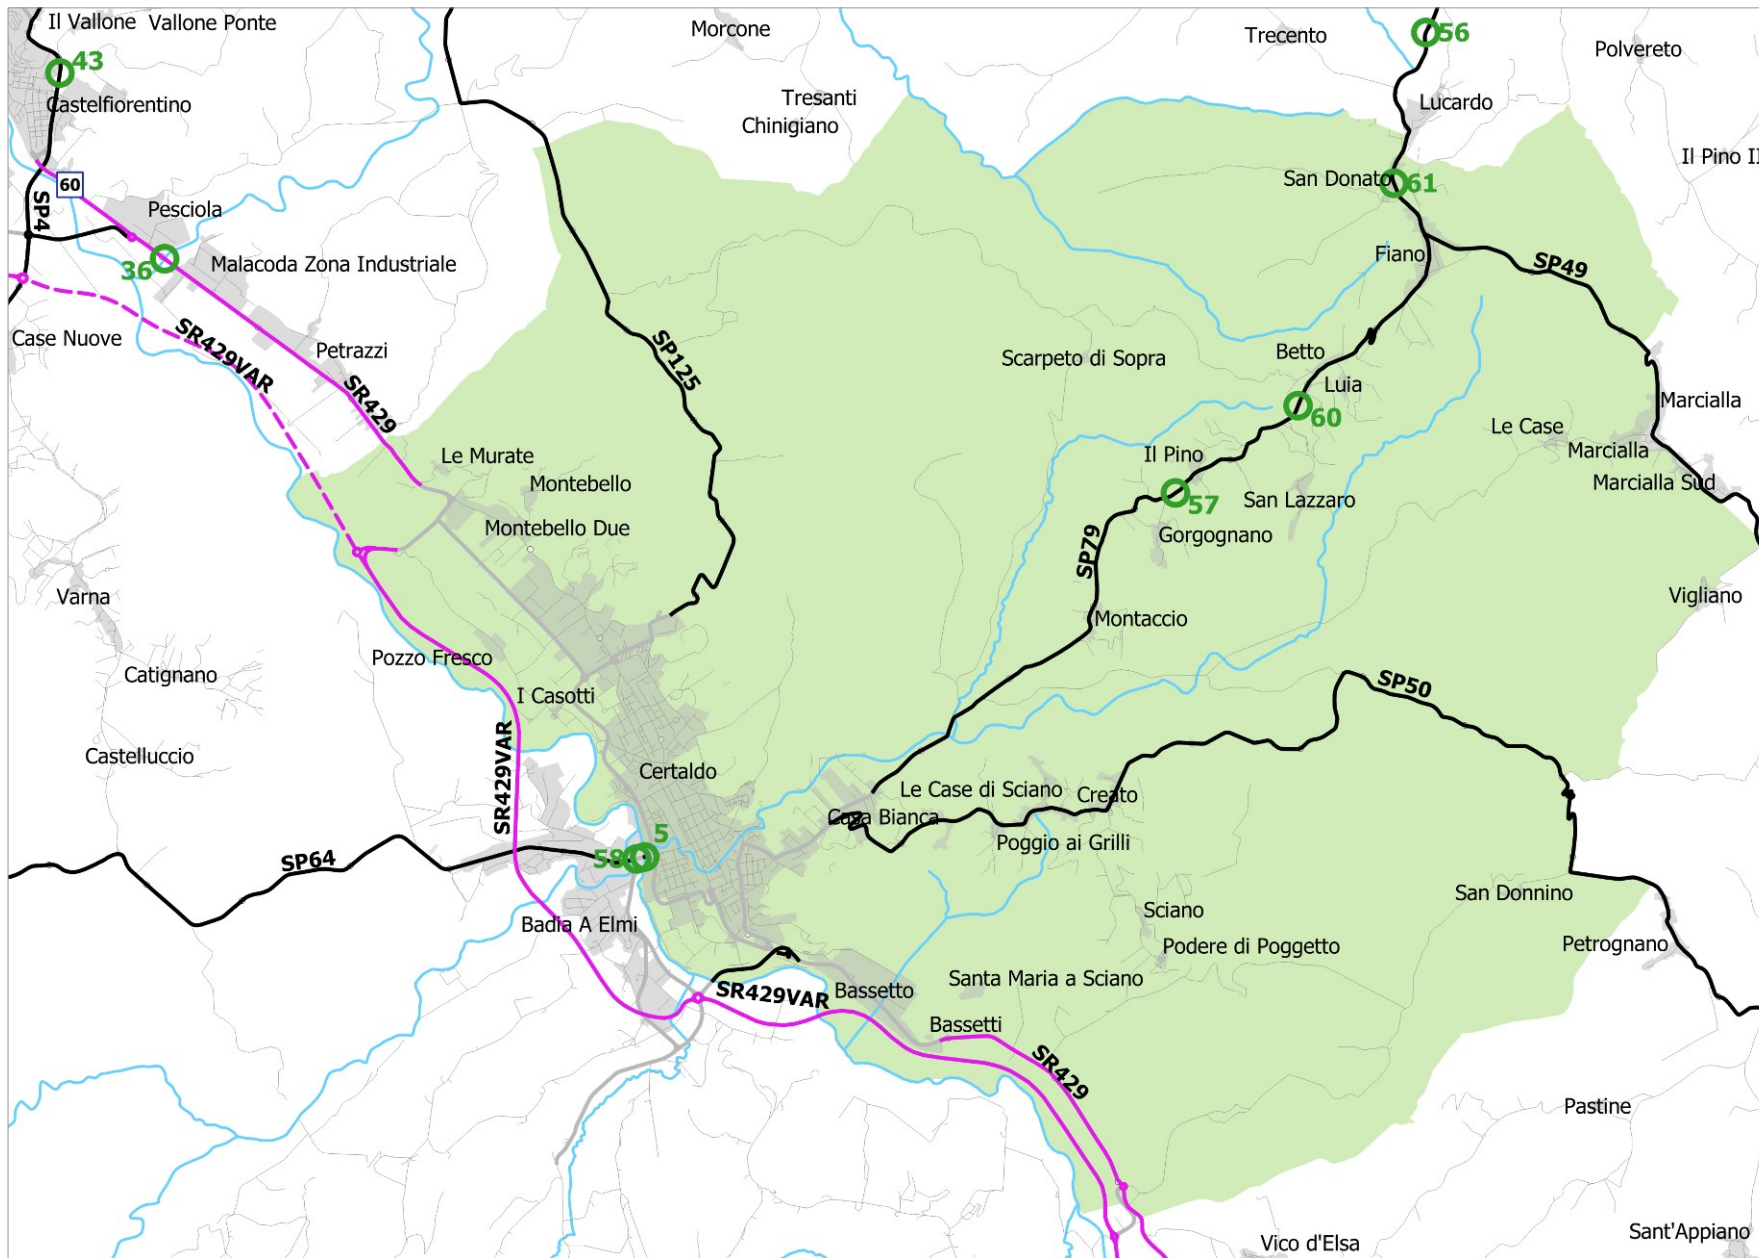 Il Vallone
Vallone Ponte
Morcone
Trecento
56
Polvereto
43
Castelfiorentino
Tresanti
Chinigiano
Lucardo
Il Pino II
60
San Donato
61
SP4
Pesciola
Fiano
SP49
36
Malacoda Zona Industriale
Case Nuove
SR429VAR
Petrazzi
SR429
SP125
Scarpeto di Sopra
Betto
Luia
60
Marcialla
Le Case
Marcialla
Marcialla Sud
Le Murate
Montebello
Montebello Due
Il Pino
57
San Lazzaro
Gorgognano
SP79
Varna
Montaccio
Vigliano
Catignano
Pozzo Fresco
I Casotti
SP50
Castelluccio
SR429VAR
Certaldo
Le Case di Sciano
Creato
Casa Bianca
Poggio ai Grilli
SP64
58
5
San Donnino
Badia A Elmi
Sciano
Podere di Poggetto
Petrognano
Santa Maria a Sciano
SR429VAR
Bassetto
Bassetti
SR429
Pastine
Vico d'Elsa
Sant'Appiano